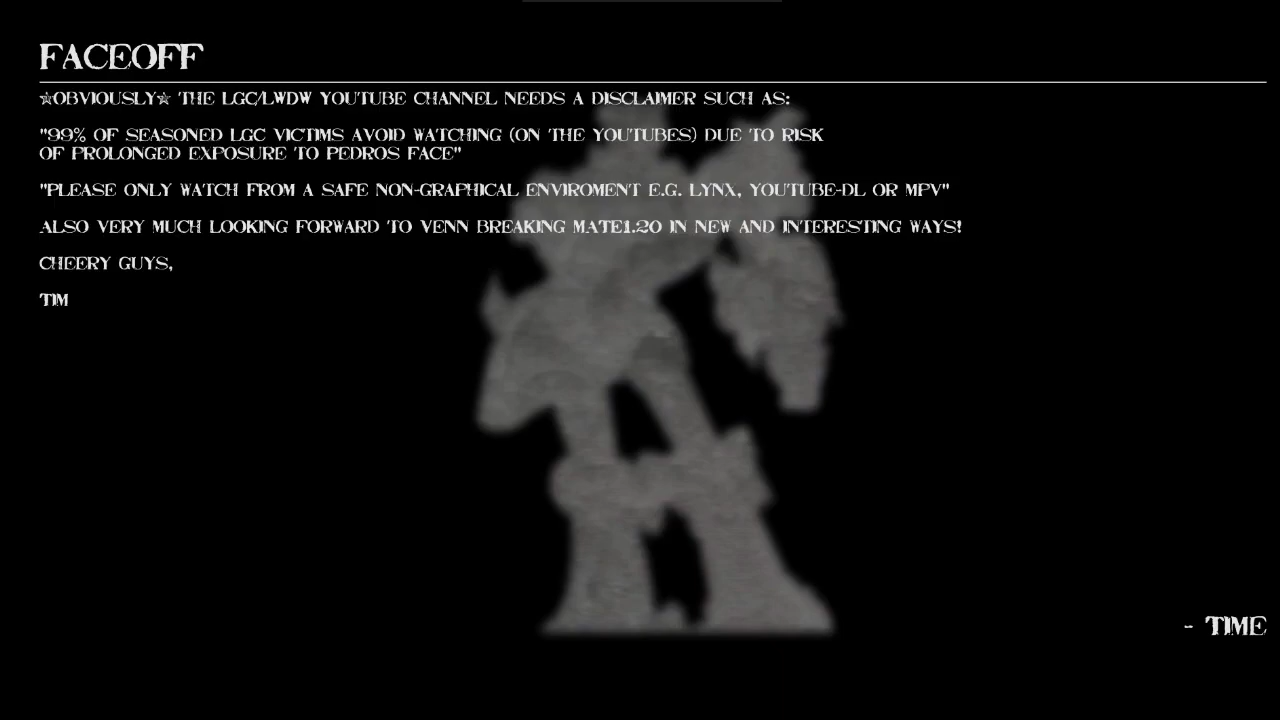 FACEOFF
☆OBVIOUSLY☆ THE LGC/LWDW YOUTUBE CHANNEL NEEDS A DISCLAIMER SUCH AS:
"99% OF SEASONED LGC VICTIMS AVOID WATCHING (ON THE YOUTUBES) DUE TO RISK
OF PROLONGED EXPOSURE TO PEDROS FACE"
"PLEASE ONLY WATCH FROM A SAFE NON-GRAPHICAL ENVIROMENT E.G. LYNX, YOUTUBE-DL OR MPV"
ALSO VERY MUCH LOOKING FORWARD TO VENN BREAKING MATE1.20 IN NEW AND INTERESTING WAYS!
CHEERY GUYS,
TIM
- TIME